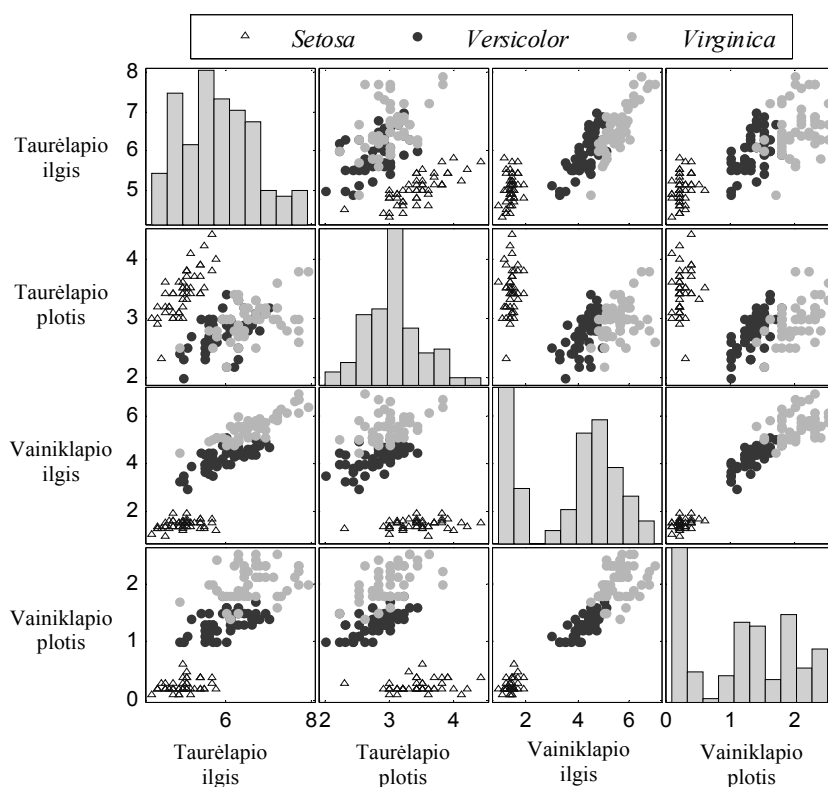 Setosa Versicolor Virginica
8
7
6
5
Taurėlapio
ilgis
4
3
2
Taurėlapio
plotis
6
4
2
Vainiklapio
ilgis
2
1
0
Vainiklapio
plotis
6 8 2 3 4 2 4 6 0 1 2
Taurėlapio
ilgis
Taurėlapio
plotis
Vainiklapio
ilgis
Vainiklapio
plotis